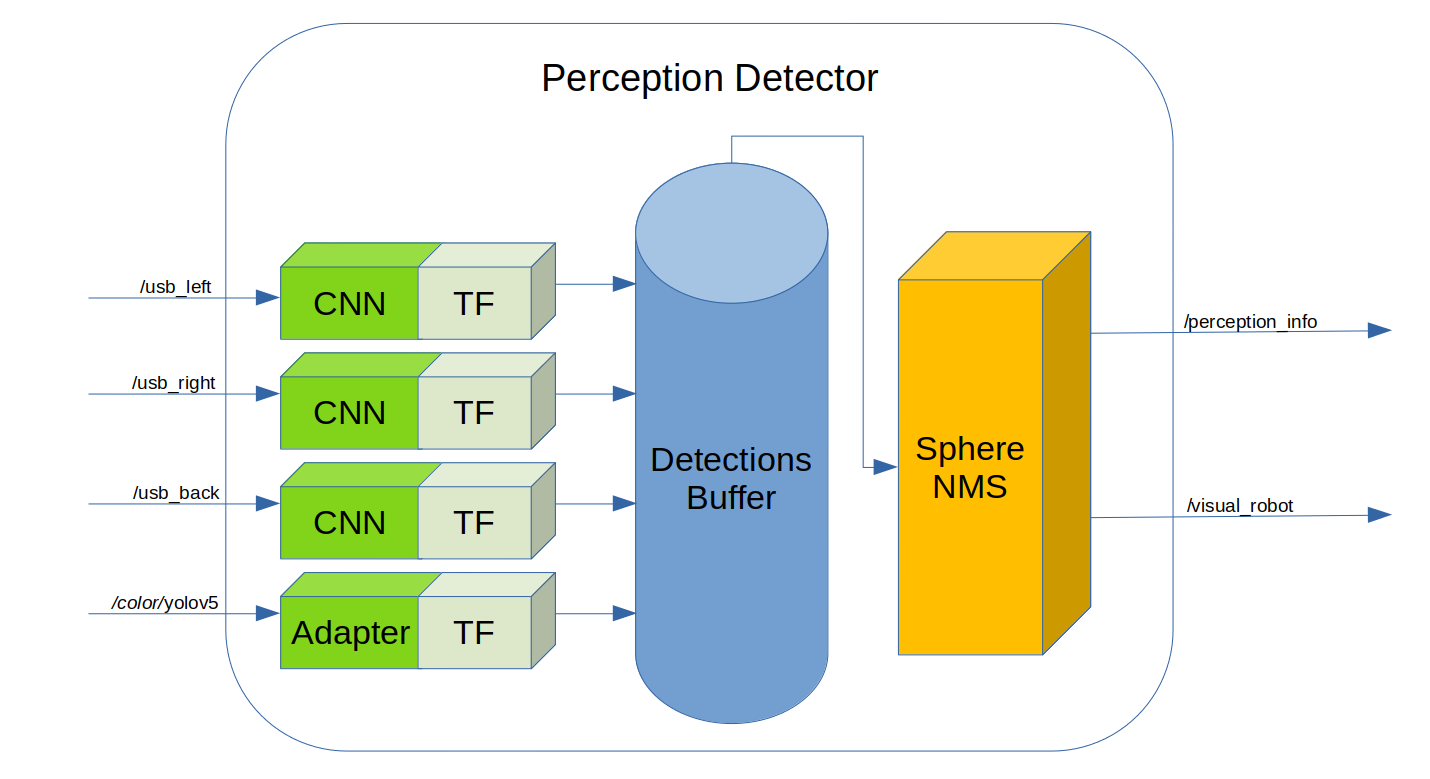 Perception Detector
/usb_left
CNN
TF
/usb_right
CNN
TF
/usb_back
CNN
TF
/color/yolov5
Adapter
TF
Detections
Buffer
Sphere
NMS
/perception_info
/visual_robot